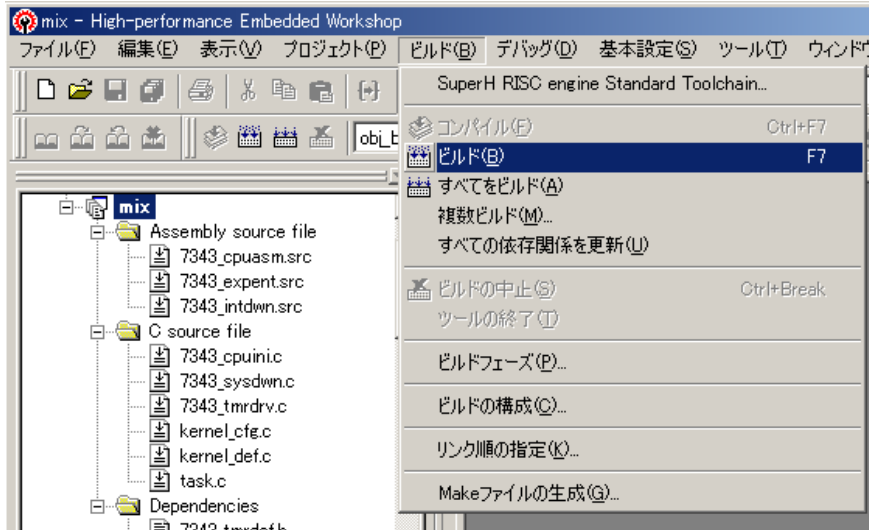 mix - High-performance Embedded Workshop
ファイル(F) 編集(E) 表示(V) プロジェクト(P) ビルド(B) デバッグ(D) 基本設定(S) ツール(T) ウィンドウ
SuperH RISC engine Standard Toolchain...
コンパイル(F) Ctrl+F7
ビルド(B) F7
すべてをビルド(A)
複数ビルド(M)...
すべての依存関係を更新(U)
ビルドの中止(S) Ctrl+Break
ツールの終了(T)
ビルドフェーズ(P)...
ビルドの構成(C)...
リンク順の指定(K)...
Makeファイルの生成(G)...
obj_b
mix
Assembly source file
7343_cpuasm.src
7343_expent.src
7343_intdwn.src
C source file
7343_cpuini.c
7343_sysdwn.c
7343_tmrdrv.c
kernel_cfg.c
kernel_def.c
task.c
Dependencies
7343_tmrdef.h